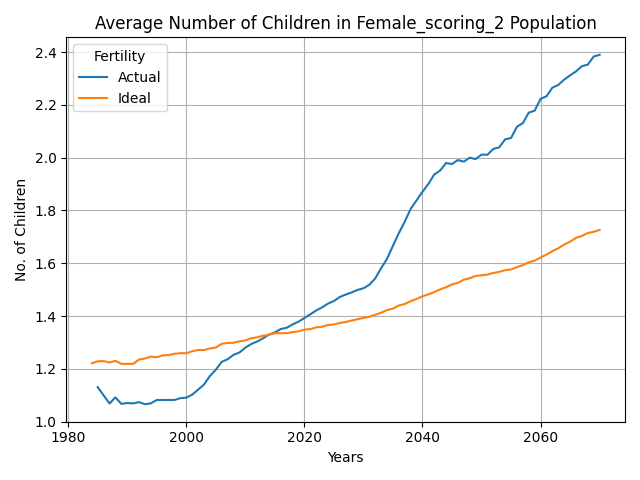 Average Number of Children in Female_scoring_2 Population
Fertility
Actual
Ideal
No. of Children
2.4
2.2
2.0
1.8
1.6
1.4
1.2
1.0
1980 2000 2020 2040 2060
Years